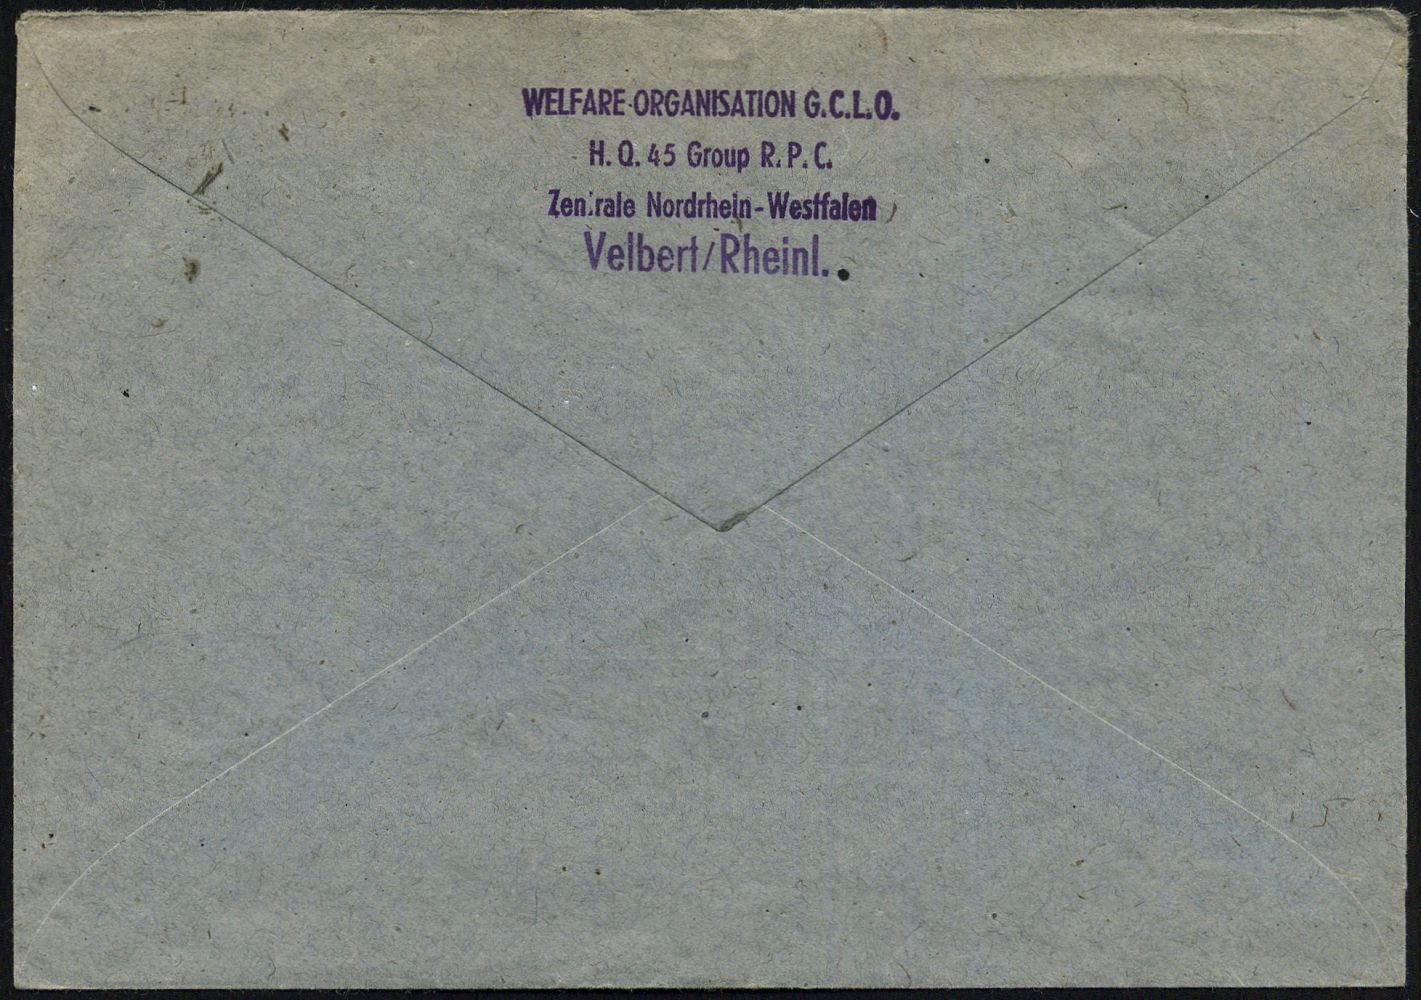 WELFARE-ORGANISATION G.C.L.O.
H. Q. 45 Group R. P. C.
Zentrale Nordrhein-Westfalen
Velbert/Rheinl.